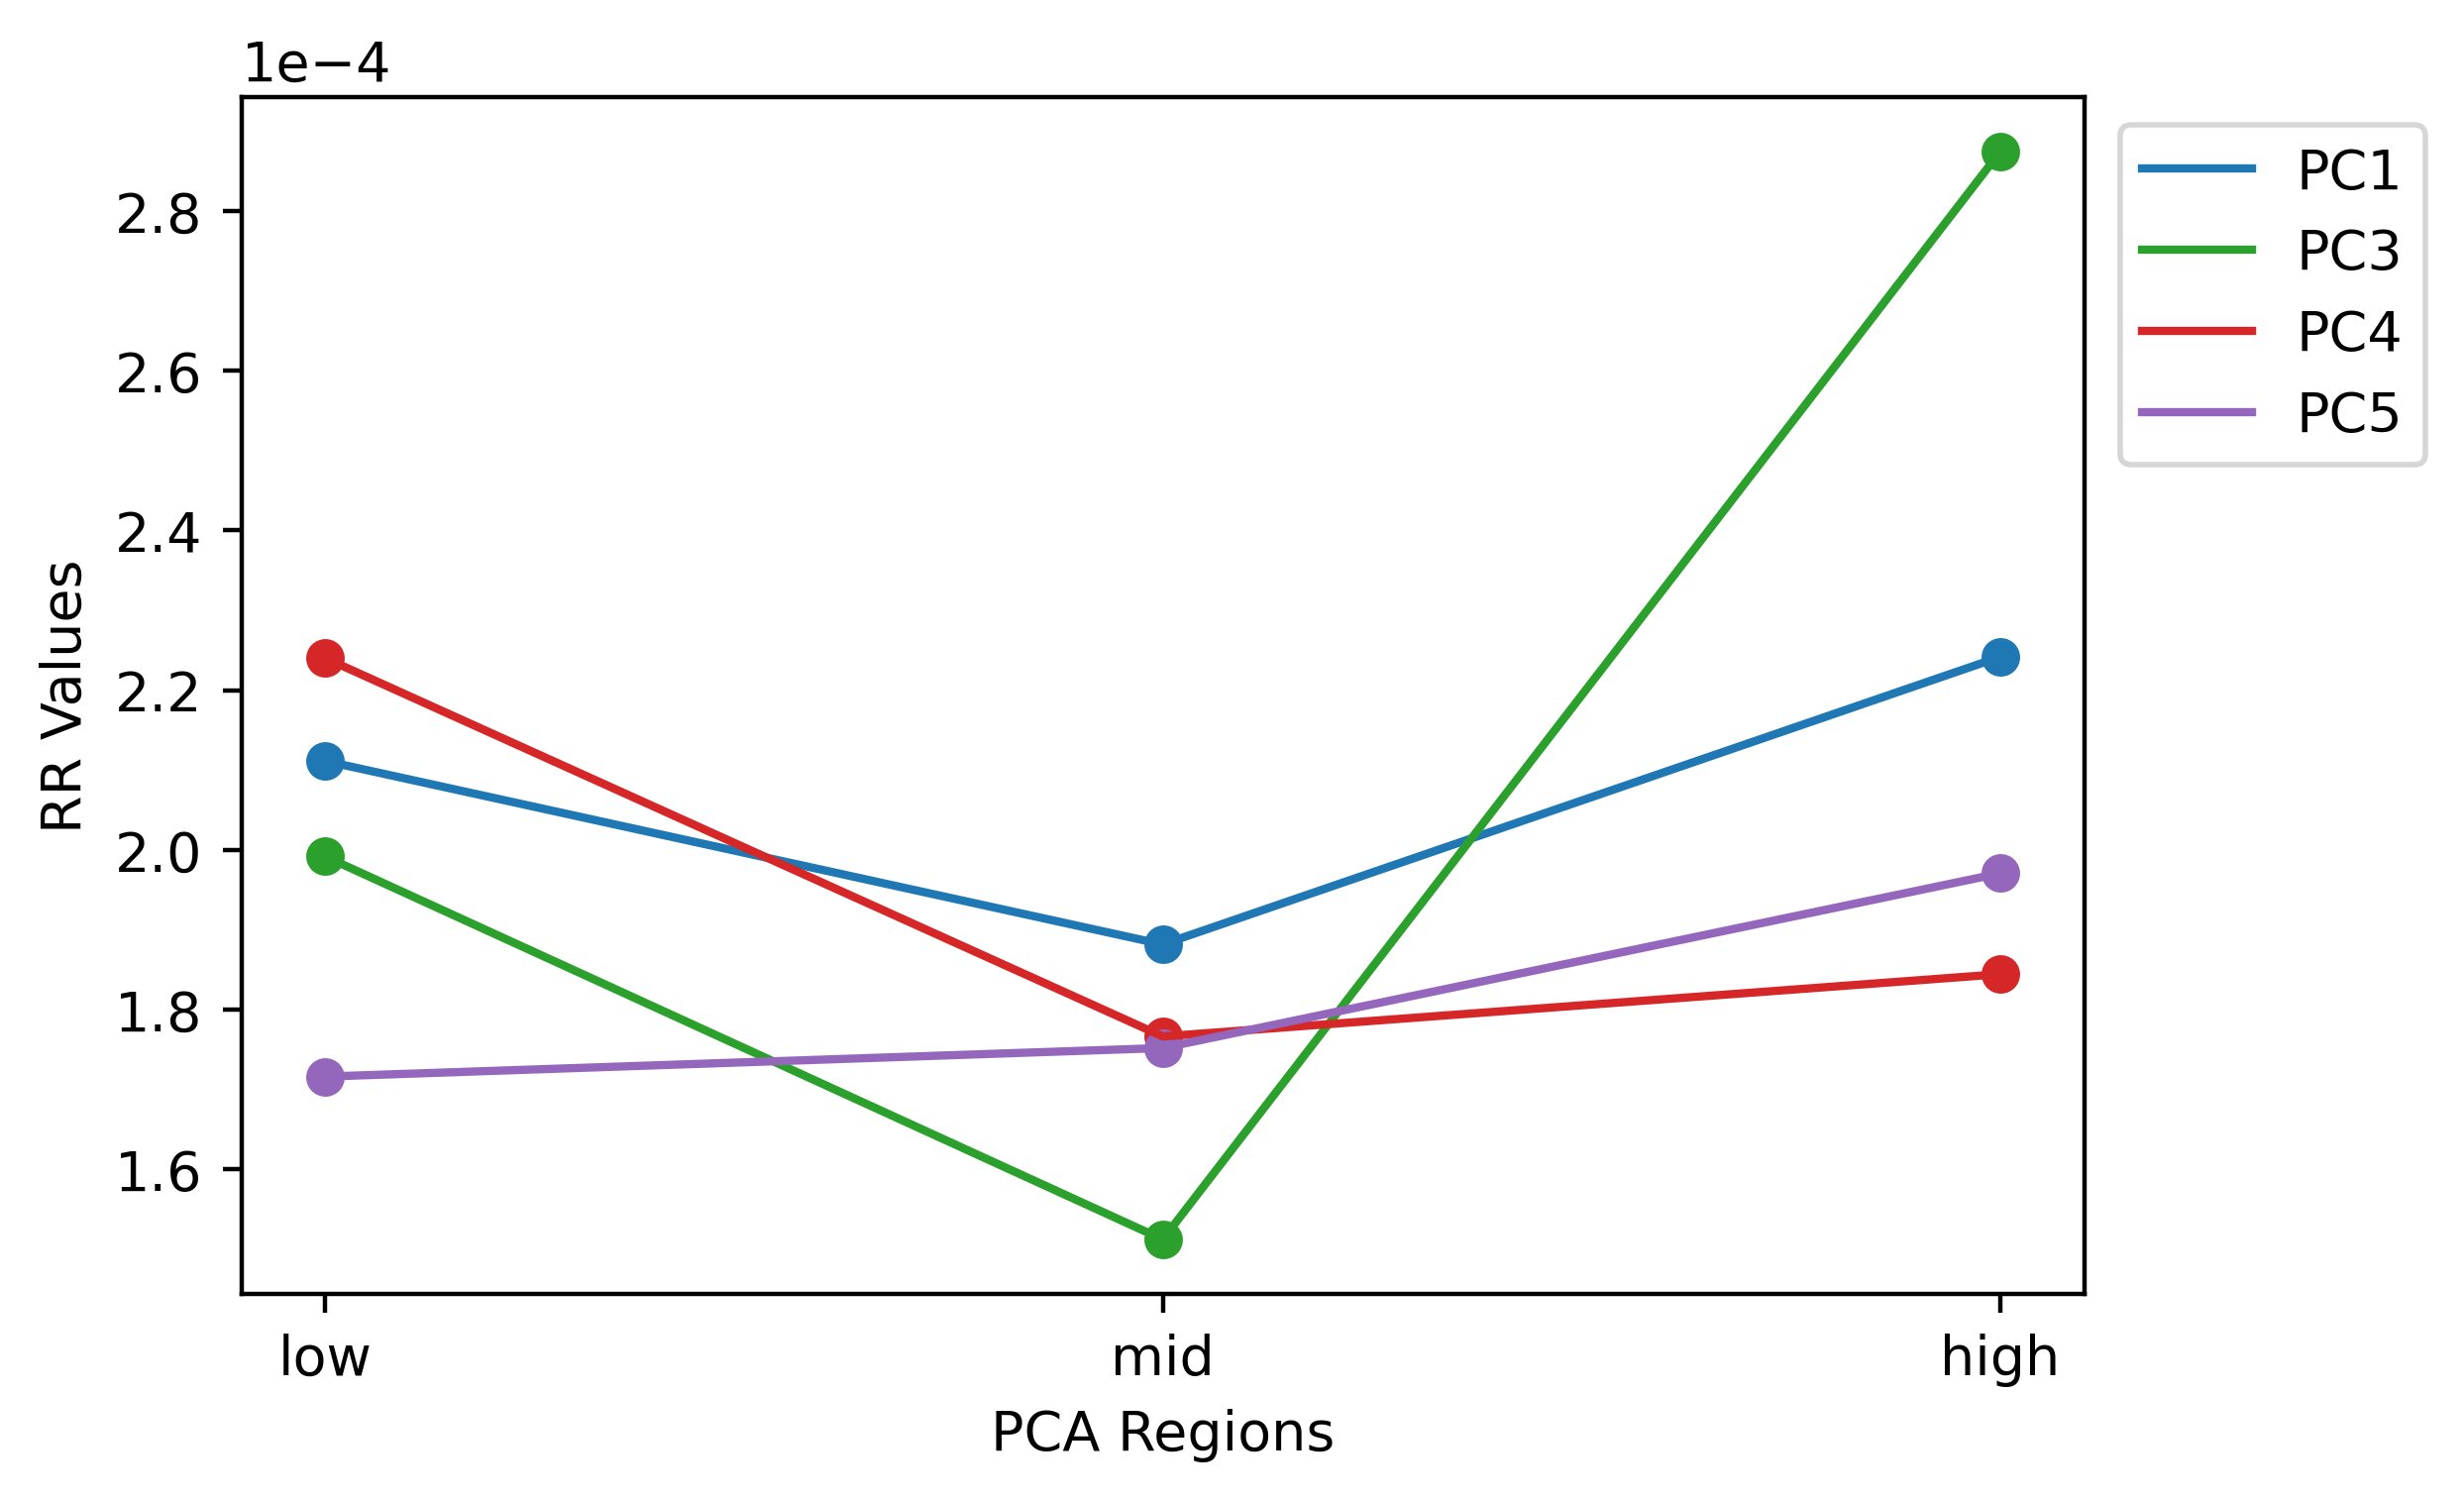 1e−4
2.8
2.6
2.4
2.2
2.0
1.8
1.6
RR Values
low mid high
PCA Regions
PC1
PC3
PC4
PC5